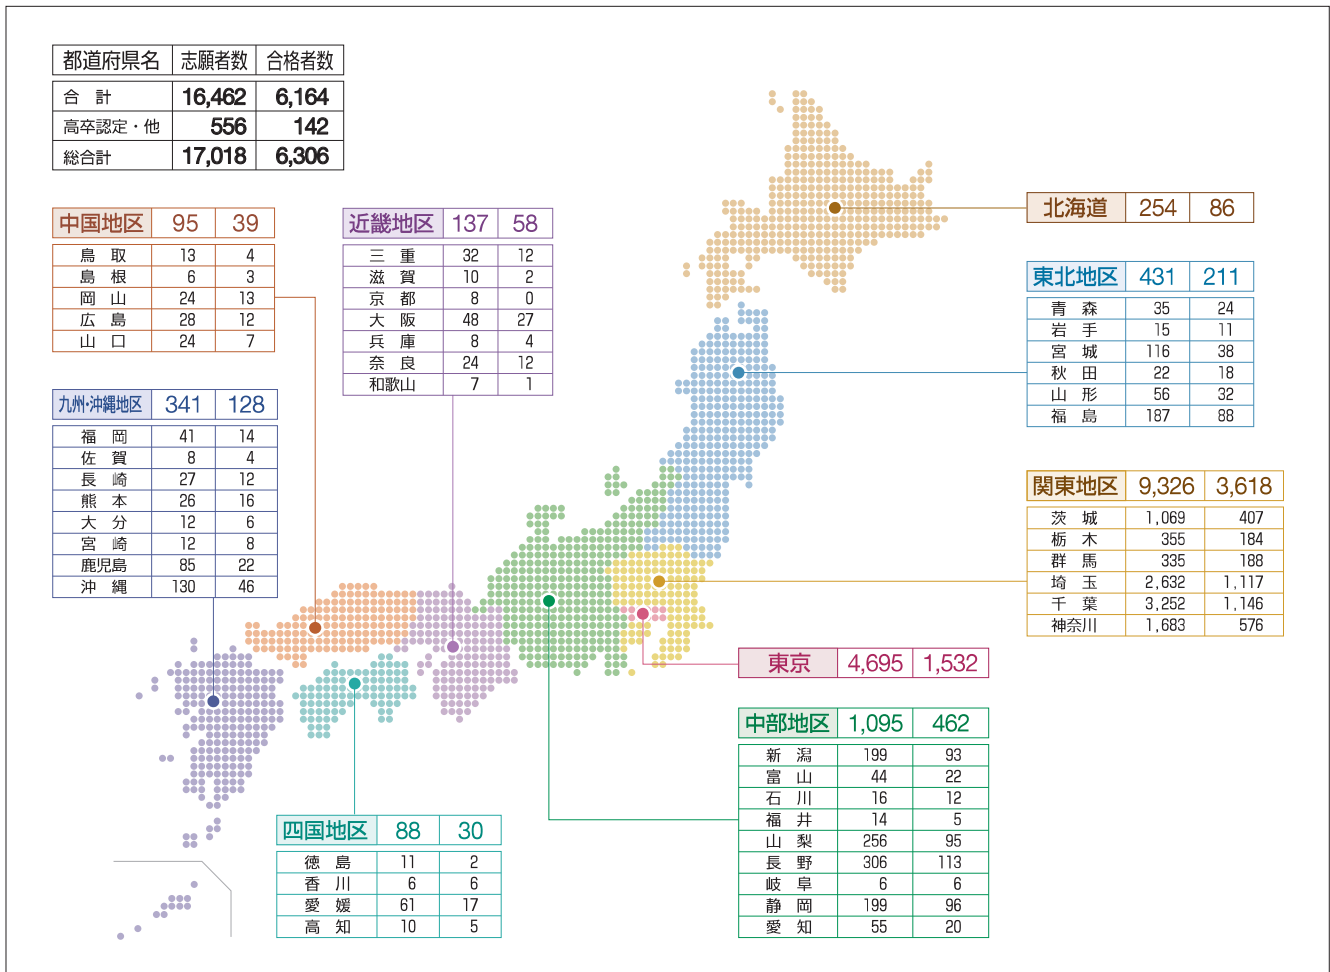 都道府県名 志願者数 合格者数
合 計 16,462 6,164
高卒認定・他 556 142
総合計 17,018 6,306
中国地区 95 39
鳥 取 13 4
島 根 6 3
岡 山 24 13
広 島 28 12
山 口 24 7
近畿地区 137 58
三 重 32 12
滋 賀 10 2
京 都 8 0
大 阪 48 27
兵 庫 8 4
奈 良 24 12
和歌山 7 1
北海道 254 86
東北地区 431 211
青 森 35 24
岩 手 15 11
宮 城 116 38
秋 田 22 18
山 形 56 32
福 島 187 88
九州・沖縄地区 341 128
福 岡 41 14
佐 賀 8 4
長 崎 27 12
熊 本 26 16
大 分 12 6
宮 崎 12 8
鹿児島 85 22
沖 縄 130 46
関東地区 9,326 3,618
茨 城 1,069 407
栃 木 355 184
群 馬 335 188
埼 玉 2,632 1,117
千 葉 3,252 1,146
神奈川 1,683 576
東京 4,695 1,532
中部地区 1,095 462
新 潟 199 93
富 山 44 22
石 川 16 12
福 井 14 5
山 梨 256 95
長 野 306 113
岐 阜 6 6
静 岡 199 96
愛 知 55 20
四国地区 88 30
徳 島 11 2
香 川 6 6
愛 媛 61 17
高 知 10 5